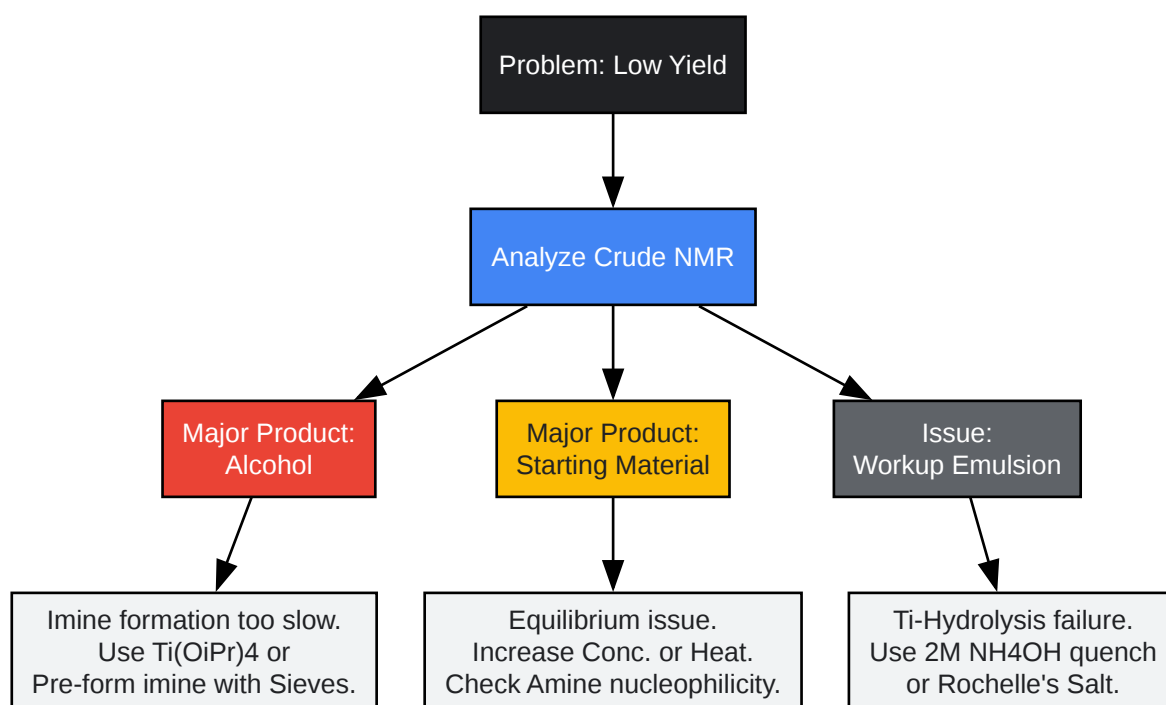 Problem: Low Yield
Analyze Crude NMR
Major Product:
Alcohol
Major Product:
Starting Material
Issue:
Workup Emulsion
Imine formation too slow.
Use Ti(OiPr)4 or
Pre-form imine with Sieves.
Equilibrium issue.
Increase Conc. or Heat.
Check Amine nucleophilicity.
Ti-Hydrolysis failure.
Use 2M NH4OH quench
or Rochelle's Salt.